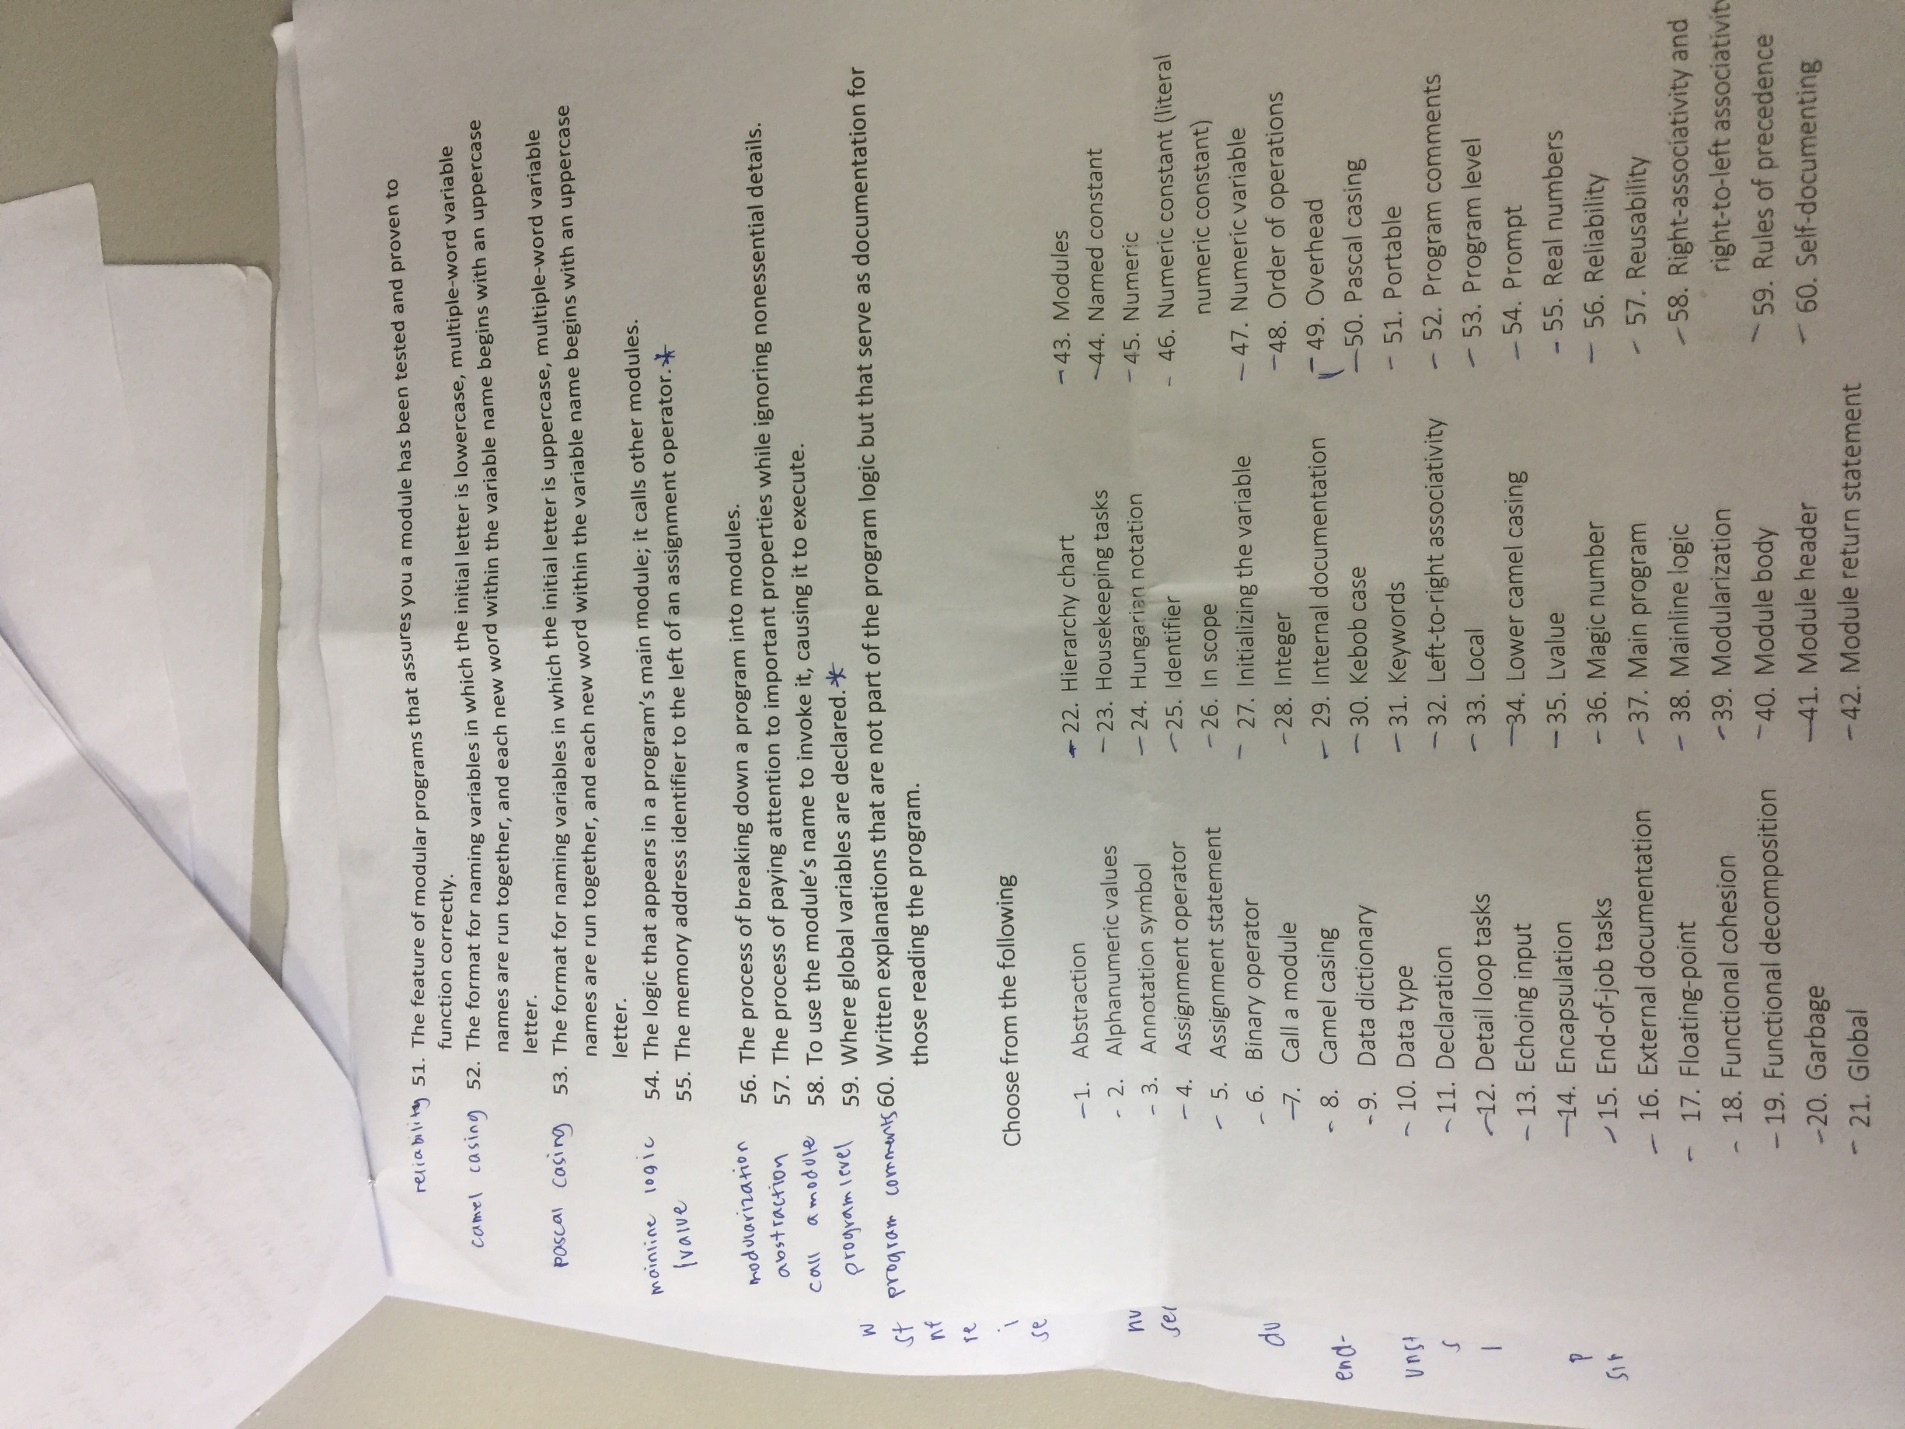 reliability 51. The feature of modular programs that assures you a module has been tested and proven to
function correctly.
camel casing 52. The format for naming variables in which the initial letter is lowercase, multiple-word variable
names are run together, and each new word within the variable name begins with an uppercase
letter.
pascal casing 53. The format for naming variables in which the initial letter is uppercase, multiple-word variable
names are run together, and each new word within the variable name begins with an uppercase
letter.
mainline logic 54. The logic that appears in a program's main module; it calls other modules.
lvalue 55. The memory address identifier to the left of an assignment operator.*
modularization 56. The process of breaking down a program into modules.
abstraction 57. The process of paying attention to important properties while ignoring nonessential details.
call a module 58. To use the module's name to invoke it, causing it to execute.
program level 59. Where global variables are declared.*
program comments 60. Written explanations that are not part of the program logic but that serve as documentation for
those reading the program.
Choose from the following
- 1. Abstraction
- 2. Alphanumeric values
- 3. Annotation symbol
- 4. Assignment operator
- 5. Assignment statement
- 6. Binary operator
- 7. Call a module
- 8. Camel casing
- 9. Data dictionary
- 10. Data type
- 11. Declaration
- 12. Detail loop tasks
- 13. Echoing input
- 14. Encapsulation
- 15. End-of-job tasks
- 16. External documentation
- 17. Floating-point
- 18. Functional cohesion
- 19. Functional decomposition
- 20. Garbage
- 21. Global
- 22. Hierarchy chart
- 23. Housekeeping tasks
- 24. Hungarian notation
- 25. Identifier
- 26. In scope
- 27. Initializing the variable
- 28. Integer
- 29. Internal documentation
- 30. Kebob case
- 31. Keywords
- 32. Left-to-right associativity
- 33. Local
- 34. Lower camel casing
- 35. Lvalue
- 36. Magic number
- 37. Main program
- 38. Mainline logic
- 39. Modularization
- 40. Module body
- 41. Module header
- 42. Module return statement
- 43. Modules
- 44. Named constant
- 45. Numeric
- 46. Numeric constant (literal
numeric constant)
- 47. Numeric variable
- 48. Order of operations
- 49. Overhead
- 50. Pascal casing
- 51. Portable
- 52. Program comments
- 53. Program level
- 54. Prompt
- 55. Real numbers
- 56. Reliability
- 57. Reusability
- 58. Right-associativity and
right-to-left associativity
- 59. Rules of precedence
- 60. Self-documenting
w
st
nt
re
i
se
nu
sel
du
end-
unst
s
l
p
sin